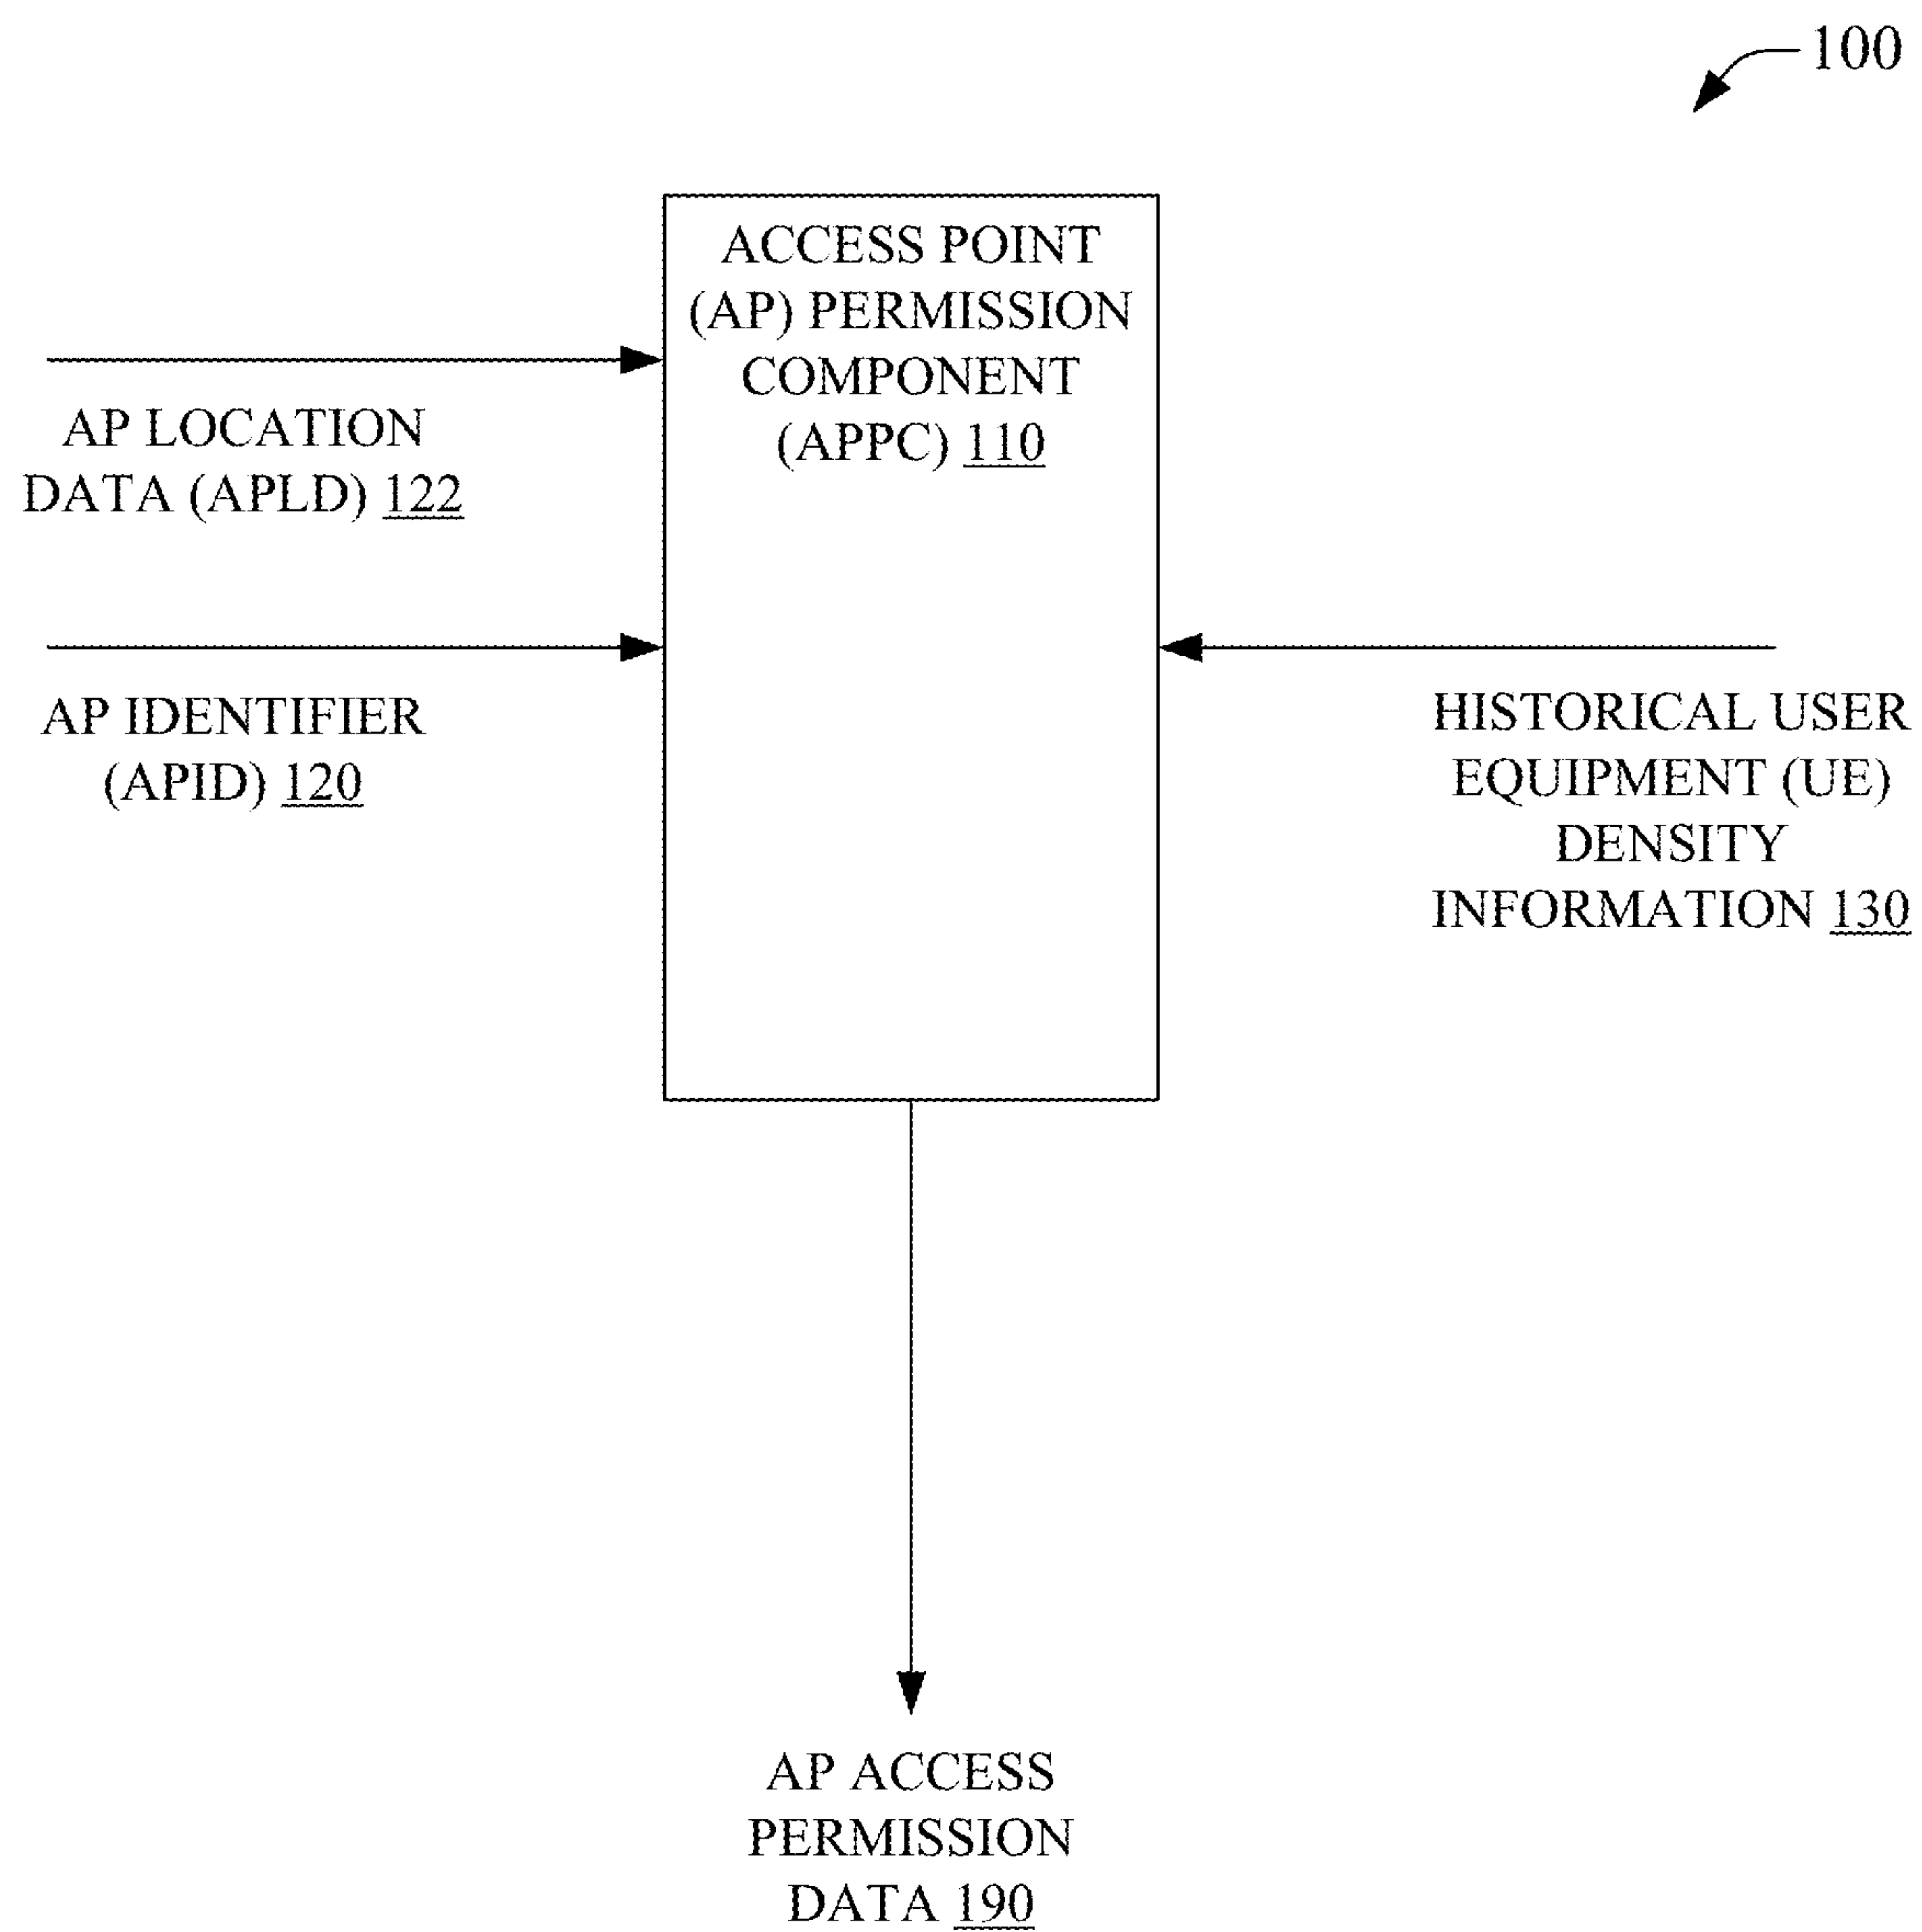 100
ACCESS POINT
(AP) PERMISSION
COMPONENT
(APPC) 110
AP LOCATION
DATA (APLD) 122
AP IDENTIFIER
(APID) 120
HISTORICAL USER
EQUIPMENT (UE)
DENSITY
INFORMATION 130
AP ACCESS
PERMISSION
DATA 190